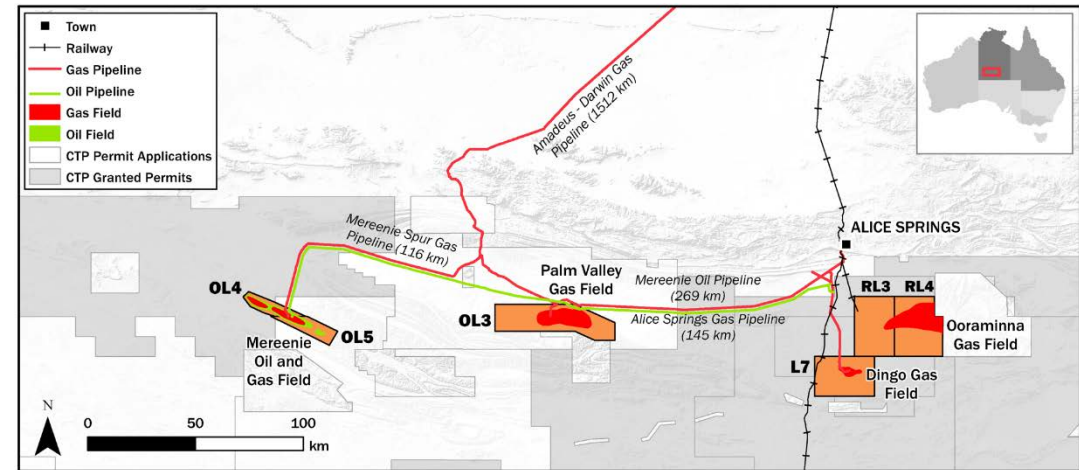 Town
Railway
Gas Pipeline
Oil Pipeline
Gas Field
Oil Field
CTP Permit Applications
CTP Granted Permits
Amadeus - Darwin Gas
Pipeline (1512 km)
Mereenie Spur Gas
Pipeline (116 km)
ALICE SPRINGS
Palm Valley
Gas Field
Mereenie Oil Pipeline
(269 km)
Alice Springs Gas Pipeline
(145 km)
OL4
OL5
OL3
RL3
RL4
Mereenie
Oil and
Gas Field
Ooraminna
Gas Field
L7
Dingo Gas
Field
N
0
50
100
km